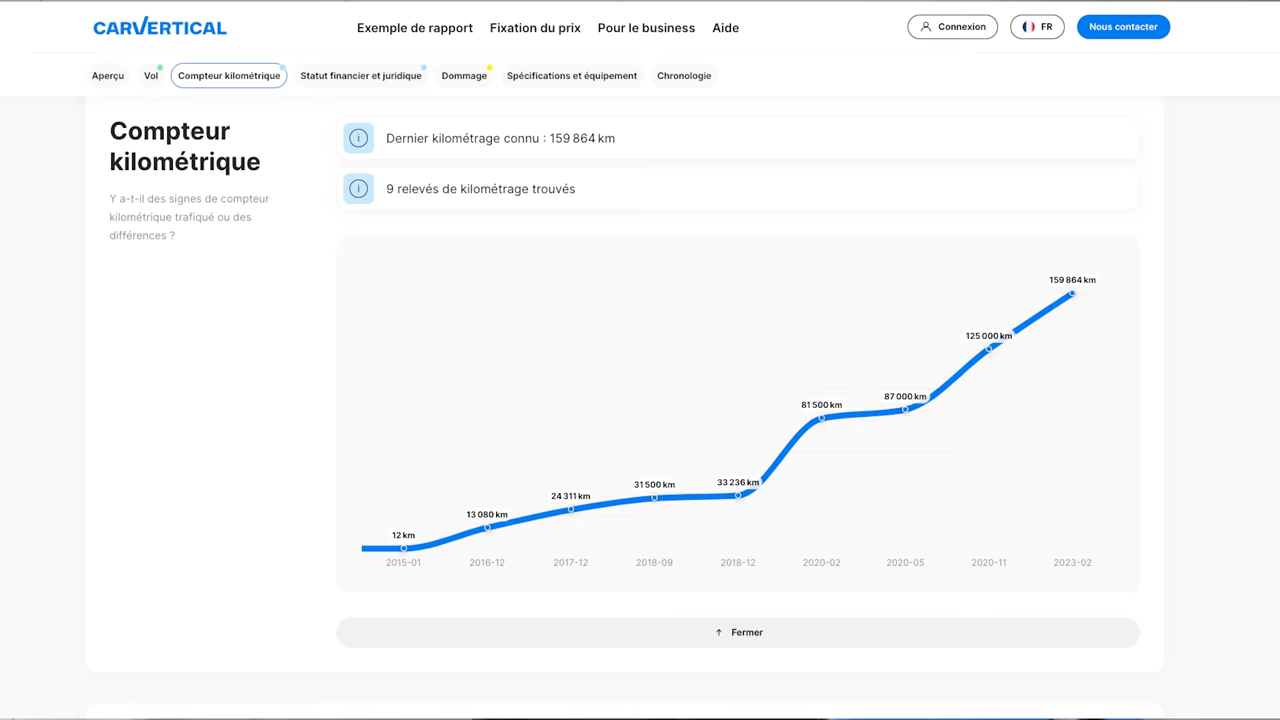 CARVERTICAL
Exemple de rapport Fixation du prix Pour le business Aide
Connexion FR Nous contacter
Aperçu Vol Compteur kilométrique Statut financier et juridique Dommage Spécifications et équipement Chronologie
Compteur
kilométrique
Y a-t-il des signes de compteur
kilométrique trafiqué ou des
différences ?
Dernier kilométrage connu : 159 864 km
9 relevés de kilométrage trouvés
159 864 km
125 000 km
87 000 km
81 500 km
33 236 km
31 500 km
24 311 km
13 080 km
12 km
2015-01 2016-12 2017-12 2018-09 2018-12 2020-02 2020-05 2020-11 2023-02
↑ Fermer